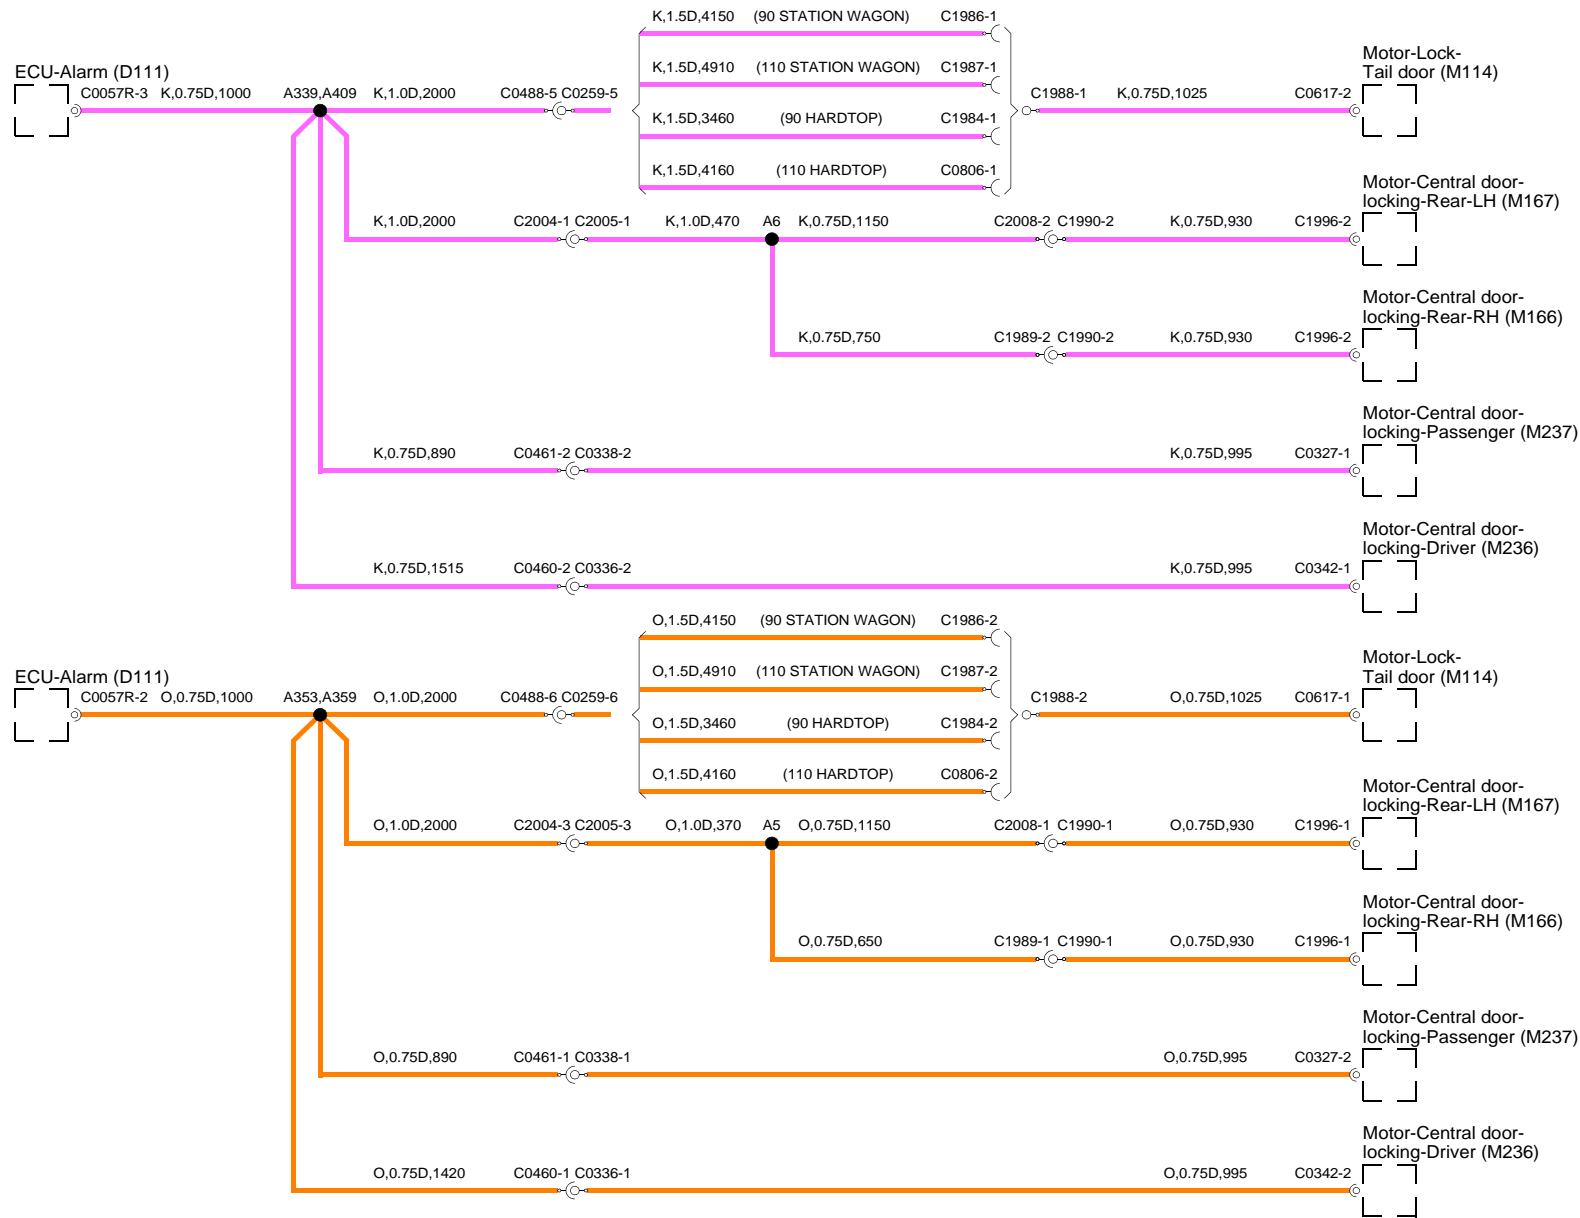 K,1.5D,4150 (90 STATION WAGON) C1986-1
ECU-Alarm (D111)
K,1.5D,4910 (110 STATION WAGON) C1987-1
Motor-Lock-
Tail door (M114)
C0057R-3 K,0.75D,1000 A339,A409 K,1.0D,2000 C0488-5 C0259-5
C1988-1 K,0.75D,1025 C0617-2
K,1.5D,3460 (90 HARDTOP) C1984-1
K,1.5D,4160 (110 HARDTOP) C0806-1
Motor-Central door-
locking-Rear-LH (M167)
K,1.0D,2000 C2004-1 C2005-1 K,1.0D,470 A6 K,0.75D,1150 C2008-2 C1990-2 K,0.75D,930 C1996-2
Motor-Central door-
locking-Rear-RH (M166)
K,0.75D,750 C1989-2 C1990-2 K,0.75D,930 C1996-2
Motor-Central door-
locking-Passenger (M237)
K,0.75D,890 C0461-2 C0338-2 K,0.75D,995 C0327-1
Motor-Central door-
locking-Driver (M236)
K,0.75D,1515 C0460-2 C0336-2 K,0.75D,995 C0342-1
O,1.5D,4150 (90 STATION WAGON) C1986-2
ECU-Alarm (D111)
O,1.5D,4910 (110 STATION WAGON) C1987-2
Motor-Lock-
Tail door (M114)
C0057R-2 O,0.75D,1000 A353,A359 O,1.0D,2000 C0488-6 C0259-6
C1988-2 O,0.75D,1025 C0617-1
O,1.5D,3460 (90 HARDTOP) C1984-2
O,1.5D,4160 (110 HARDTOP) C0806-2
Motor-Central door-
locking-Rear-LH (M167)
O,1.0D,2000 C2004-3 C2005-3 O,1.0D,370 A5 O,0.75D,1150 C2008-1 C1990-1 O,0.75D,930 C1996-1
Motor-Central door-
locking-Rear-RH (M166)
O,0.75D,650 C1989-1 C1990-1 O,0.75D,930 C1996-1
Motor-Central door-
locking-Passenger (M237)
O,0.75D,890 C0461-1 C0338-1 O,0.75D,995 C0327-2
Motor-Central door-
locking-Driver (M236)
O,0.75D,1420 C0460-1 C0336-1 O,0.75D,995 C0342-2